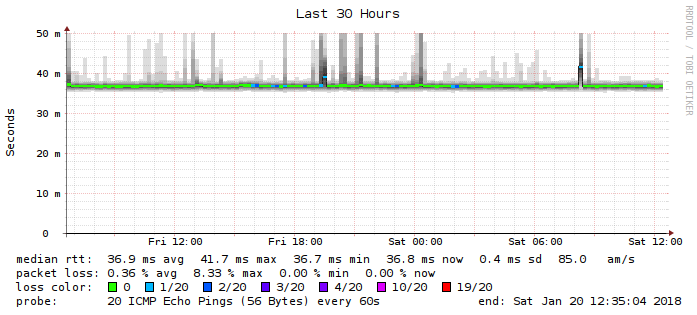 Last 30 Hours
RRDTOOL / TOBI OETIKER
Seconds
50 m
40 m
30 m
20 m
10 m
0
Fri 12:00 Fri 18:00 Sat 00:00 Sat 06:00 Sat 12:00
median rtt: 36.9 ms avg 41.7 ms max 36.7 ms min 36.8 ms now 0.4 ms sd 85.0 am/s
packet loss: 0.36 % avg 8.33 % max 0.00 % min 0.00 % now
loss color: 0 1/20 2/20 3/20 4/20 10/20 19/20
probe: 20 ICMP Echo Pings (56 Bytes) every 60s end: Sat Jan 20 12:35:04 2018